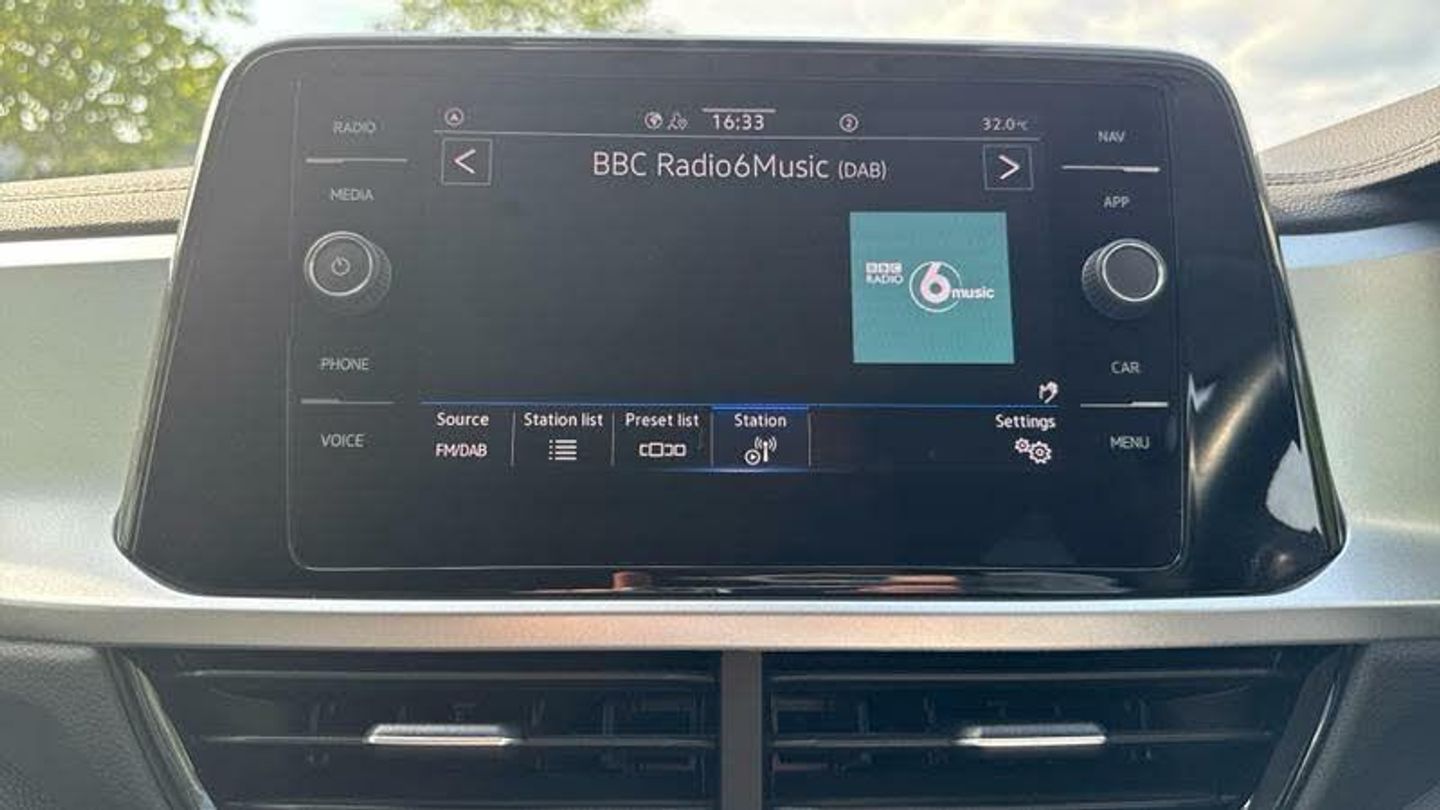 RADIO
MEDIA
PHONE
VOICE
A
16:33
2
32.0°C
<
BBC Radio6Music (DAB)
>
BBC
RADIO
6
music
Source
FM/DAB
Station list
Preset list
Station
Settings
NAV
APP
CAR
MENU